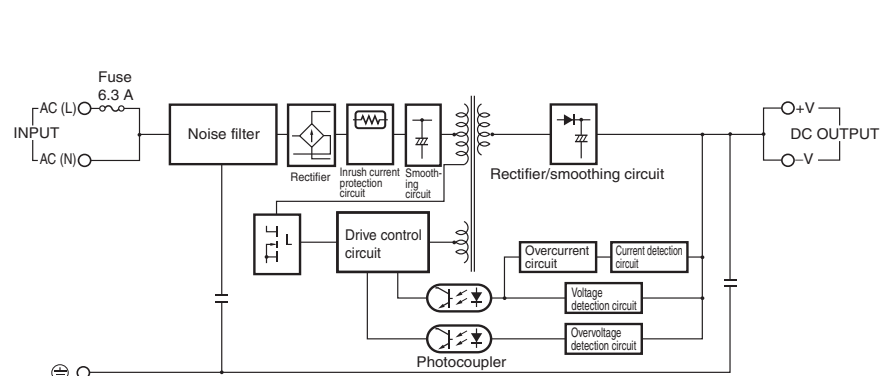 Fuse
6.3 A
AC (L)
INPUT
AC (N)
Noise filter
Rectifier
Inrush current
protection
circuit
Smooth-
ing
circuit
Rectifier/smoothing circuit
+V
DC OUTPUT
–V
Drive control
circuit
Overcurrent
circuit
Current detection
circuit
Voltage
detection circuit
Overvoltage
detection circuit
Photocoupler